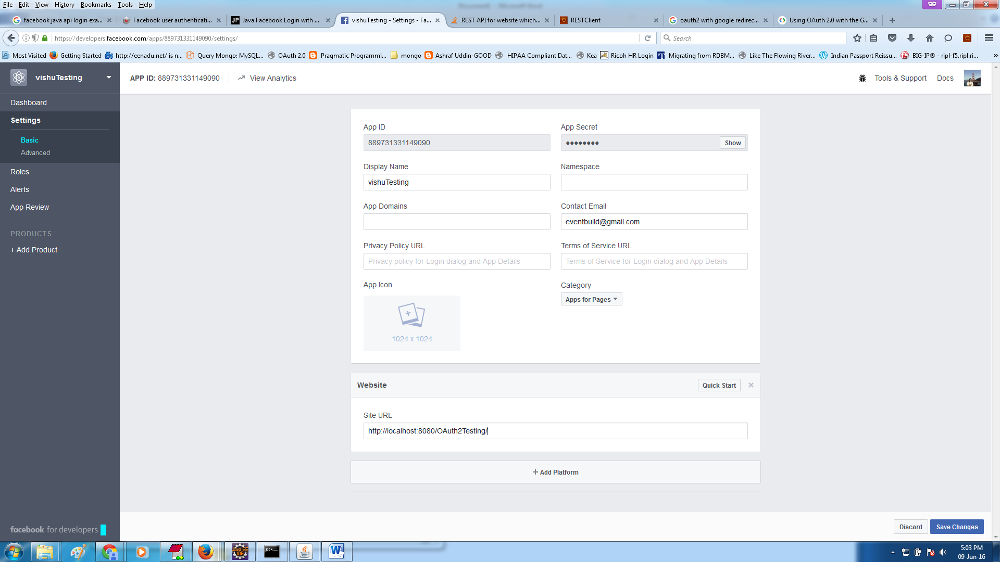 File Edit View History Bookmarks Tools Help
facebook java api login exa... Facebook user authenticati... Java Facebook Login with ... vishuTesting - Settings - Fa... REST API for website which... RESTClient oauth2 with google redirec... Using OAuth 2.0 with the G...
https://developers.facebook.com/apps/889731331149090/settings/ Search
Most Visited Getting Started http://eenadu.net/ is n... Query Mongo: MySQL... OAuth 2.0 Pragmatic Programmi... mongo Ashraf Uddin-GOOD HIPAA Compliant Dat... Kea Ricoh HR Login Migrating from RDBM... Like The Flowing River... Indian Passport Reissu... BIG-IP® - ripl-f5.ripl.ri... »
vishuTesting APP ID: 889731331149090 View Analytics Tools & Support Docs
Dashboard
Settings
Basic
Advanced
Roles
Alerts
App Review
PRODUCTS
+ Add Product
App ID App Secret
889731331149090 ●●●●●●●● Show
Display Name Namespace
vishuTesting
App Domains Contact Email
eventbuild@gmail.com
Privacy Policy URL Terms of Service URL
Privacy policy for Login dialog and App Details Terms of Service for Login dialog and App Details
App Icon Category
Apps for Pages
1024 x 1024
Website Quick Start
Site URL
http://localhost:8080/OAuth2Testing/
+ Add Platform
facebook for developers
Discard Save Changes
5:03 PM
09-Jun-16